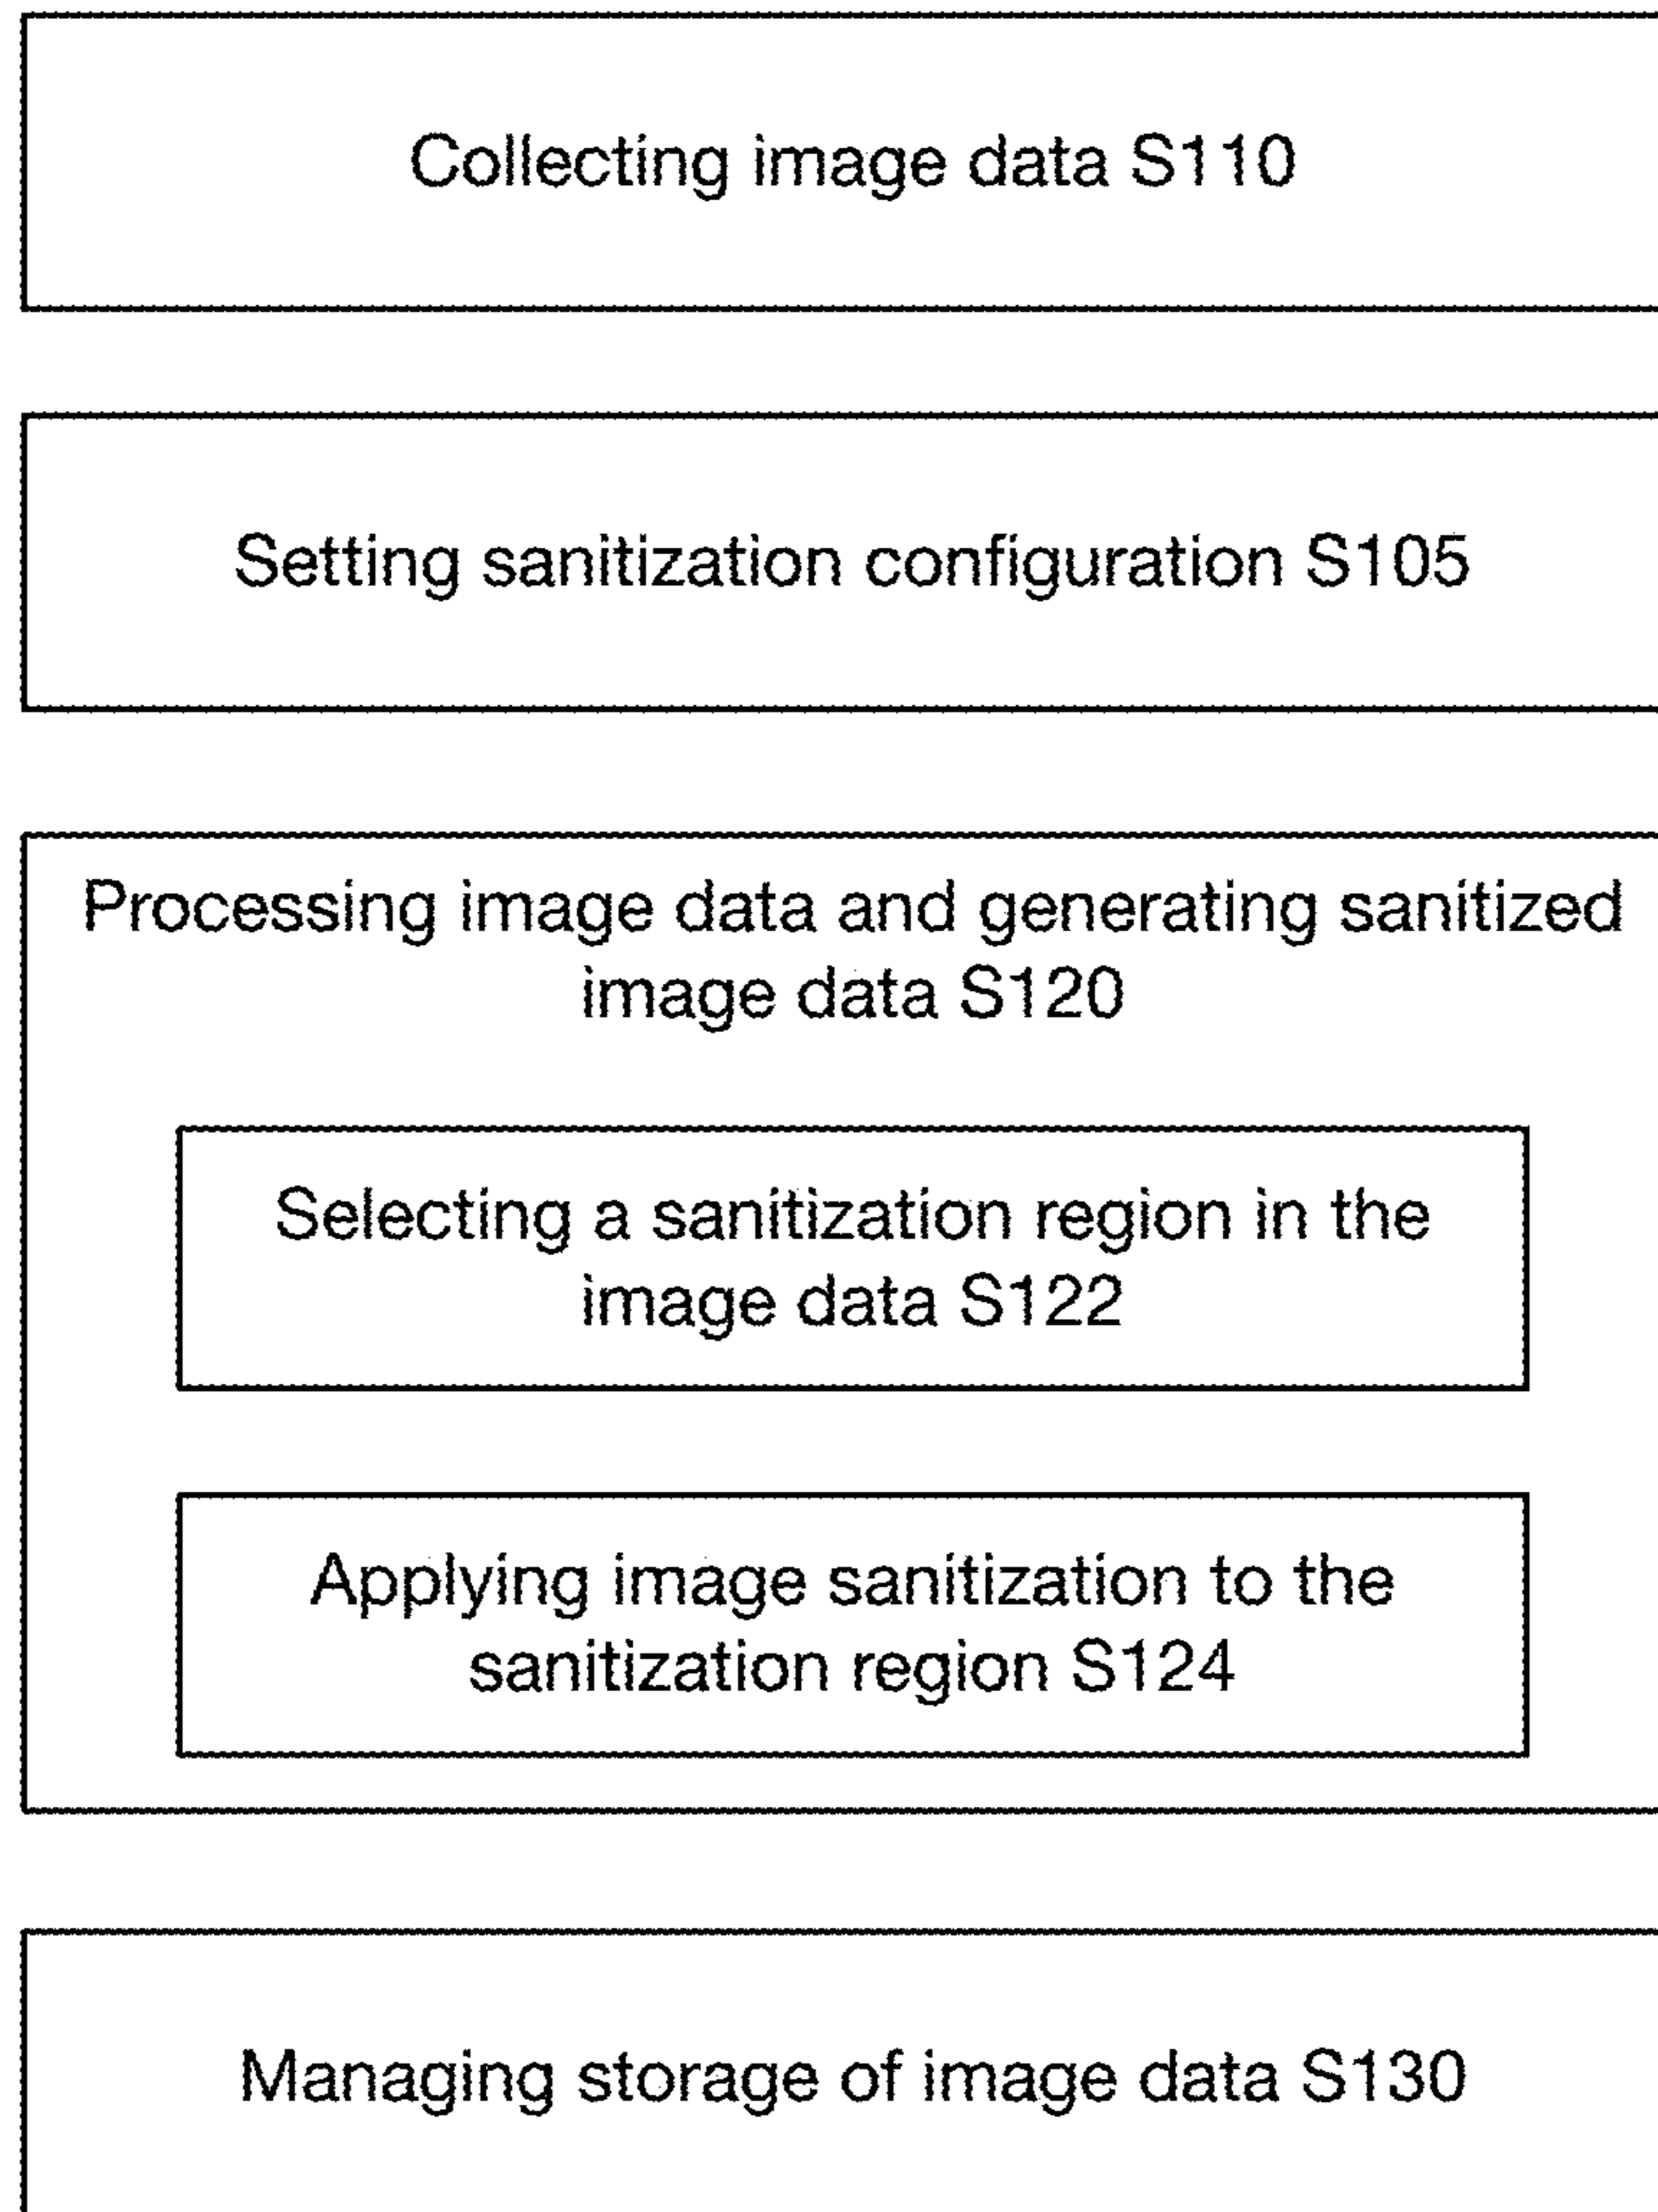 Collecting image data S110
Setting sanitization configuration S105
Processing image data and generating sanitized
image data S120
Selecting a sanitization region in the
image data S122
Applying image sanitization to the
sanitization region S124
Managing storage of image data S130